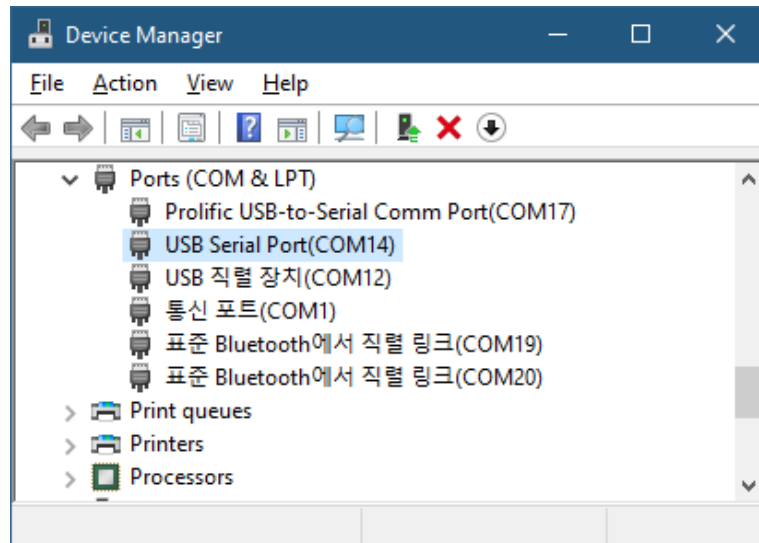 Device Manager
File Action View Help
Ports (COM & LPT)
Prolific USB-to-Serial Comm Port(COM17)
USB Serial Port(COM14)
USB 직렬 장치(COM12)
통신 포트(COM1)
표준 Bluetooth에서 직렬 링크(COM19)
표준 Bluetooth에서 직렬 링크(COM20)
Print queues
Printers
Processors